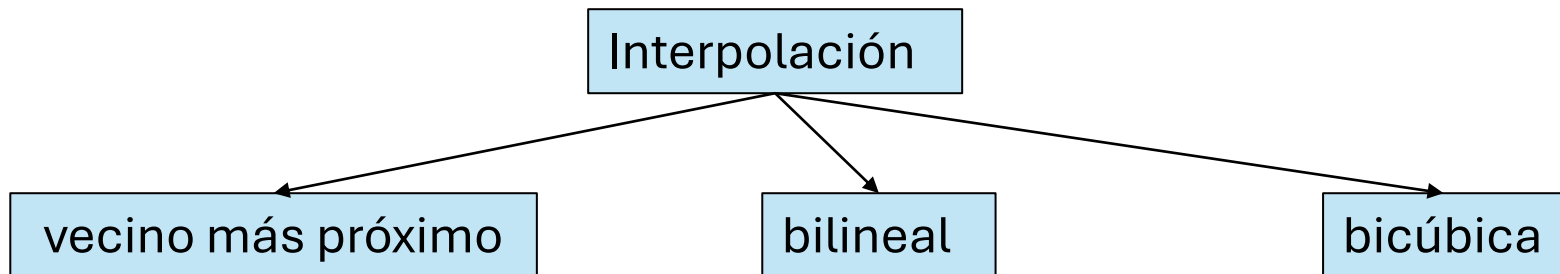 Interpolación
vecino más próximo
bilineal
bicúbica